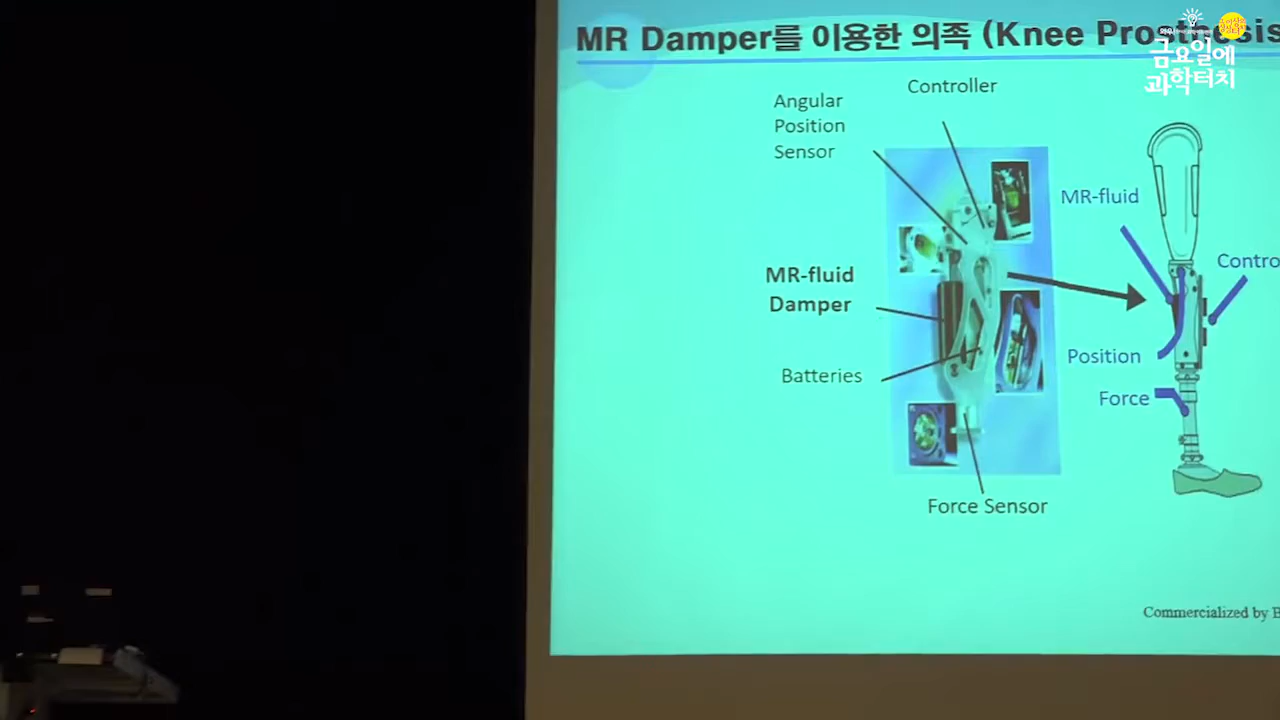 MR Damper를 이용한 의족 (Knee Prosthesis
금요일에
과학터치
Controller
Angular
Position
Sensor
MR-fluid
Contro
MR-fluid
Damper
Position
Batteries
Force
Force Sensor
Commercialized by B